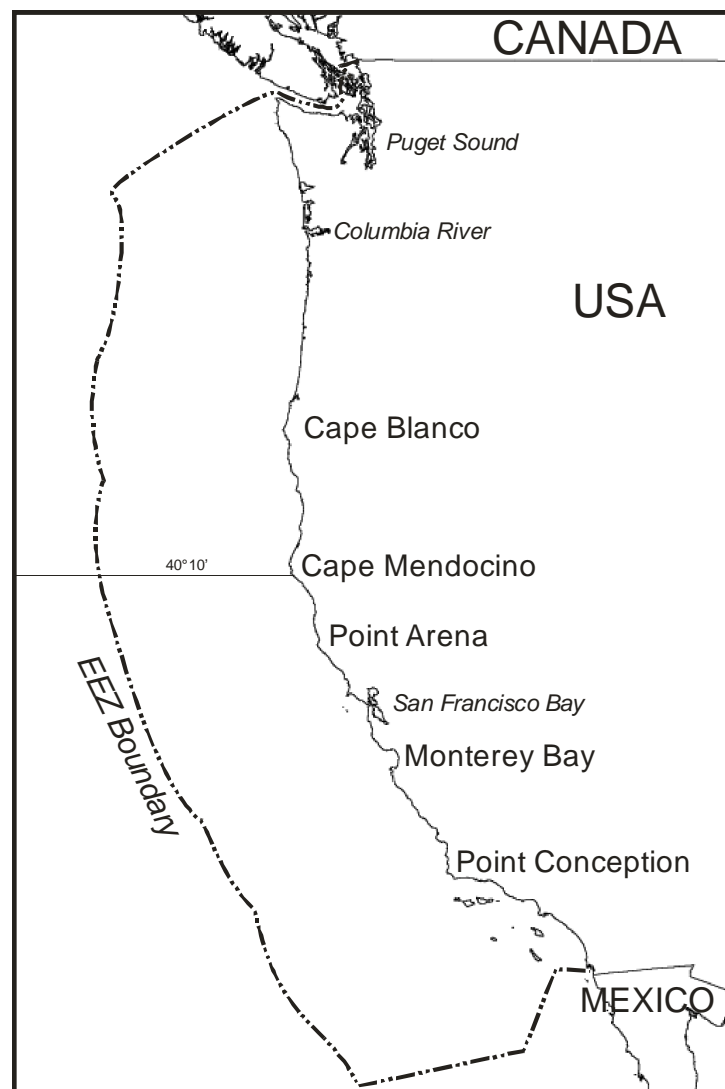 CANADA
Puget Sound
Columbia River
USA
Cape Blanco
40°10'
Cape Mendocino
Point Arena
EEZ Boundary
San Francisco Bay
Monterey Bay
Point Conception
MEXICO